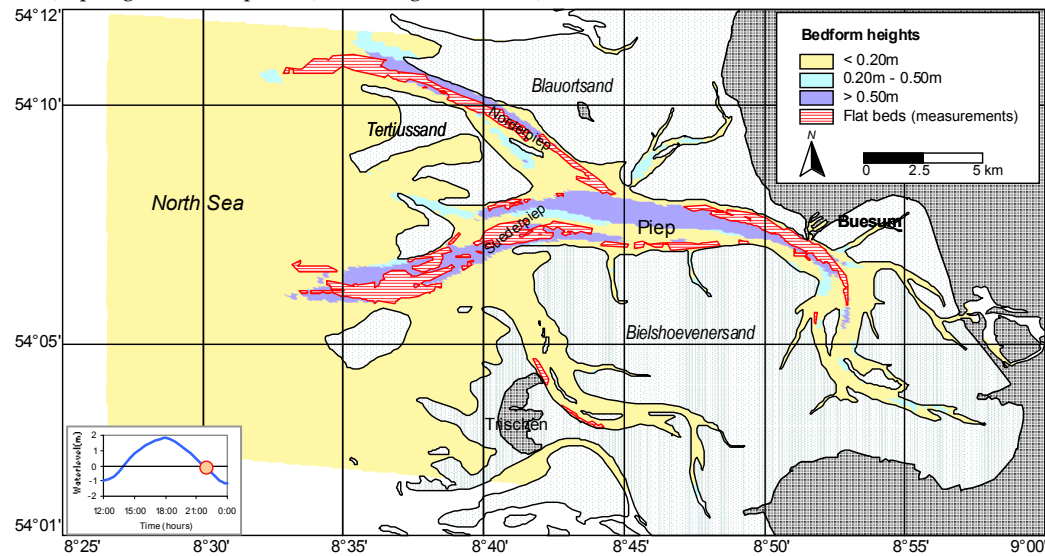 54°12'
Bedform heights
< 0.20m
0.20m - 0.50m
> 0.50m
Flat beds (measurements)
N
0 2.5 5 km
Blauortsand
54°10'
Norderpiep
Tertiussand
North Sea
Suederpiep
Piep
Buesum
Bielshoevenersand
54°05'
Trischen
Waterlevel(m)
2
1
0
-1
-2
12:00 15:00 18:00 21:00 0:00
Time (hours)
54°01'
8°25' 8°30' 8°35' 8°40' 8°45' 8°50' 8°55' 9°00'